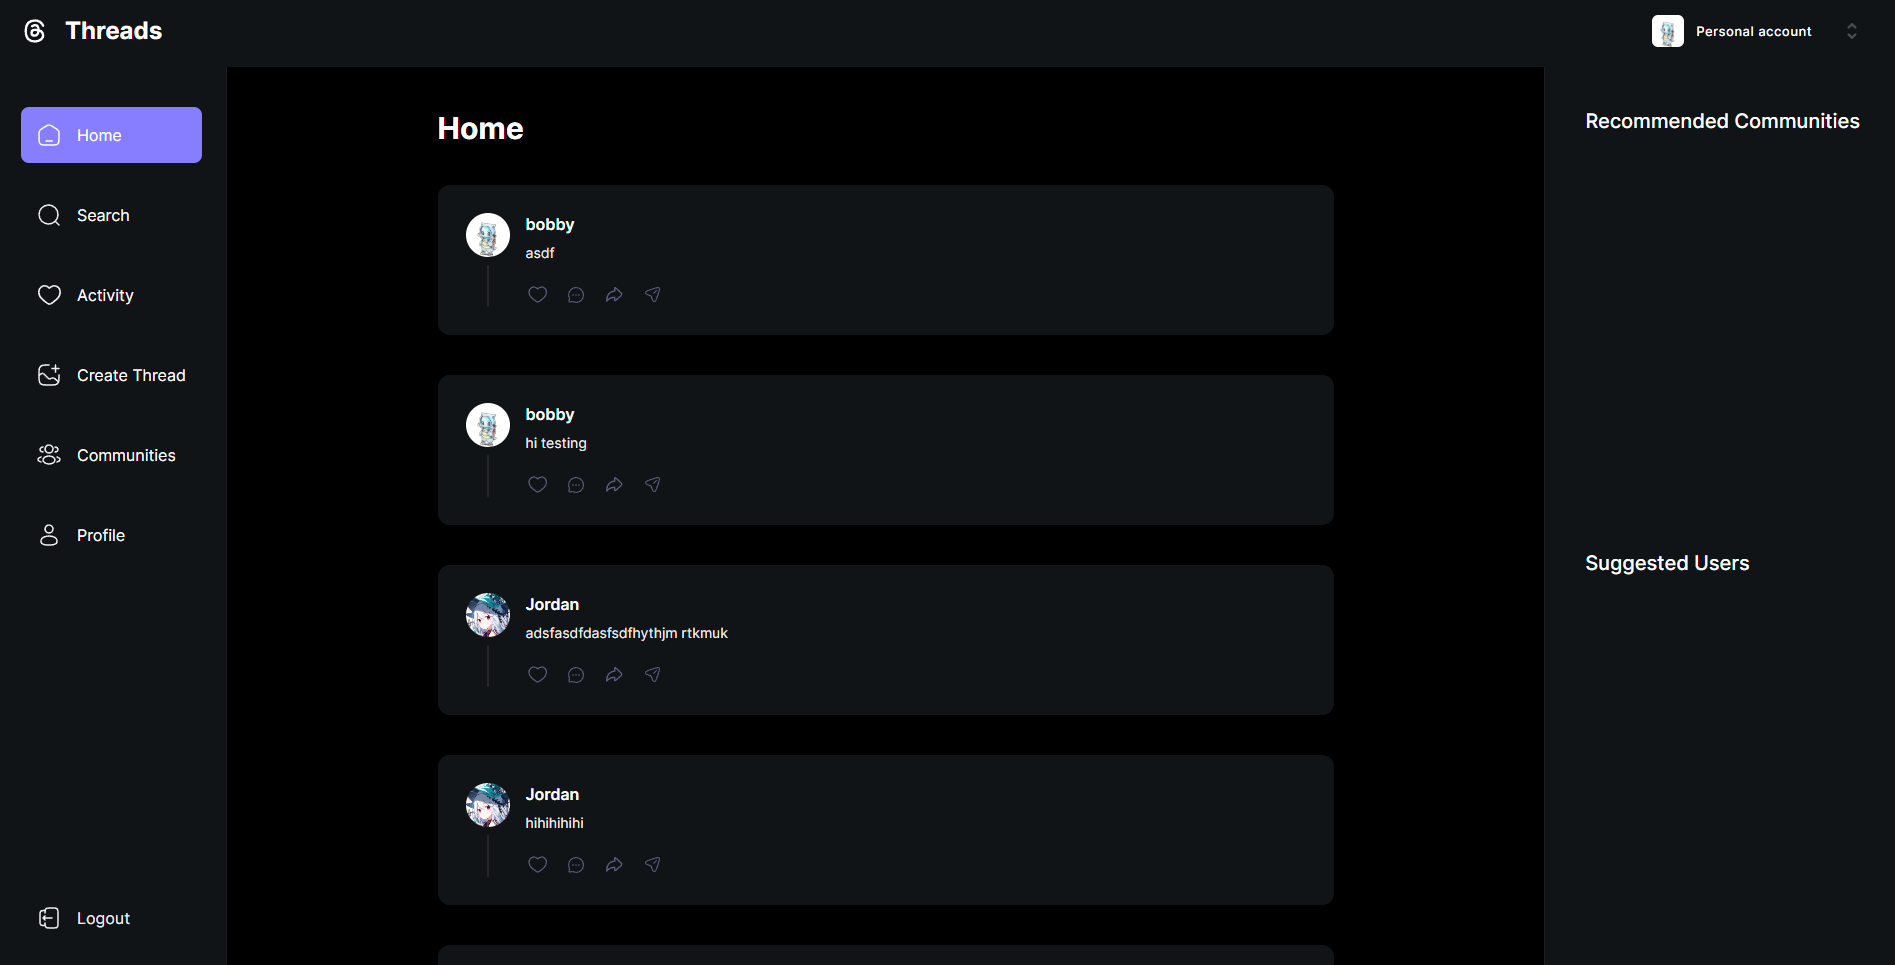 Threads
Personal account
Home
Search
Activity
Create Thread
Communities
Profile
Logout
Home
bobby
asdf
bobby
hi testing
Jordan
adsfasdfdasfsdfhythjm rtkmuk
Jordan
hihihihihi
Recommended Communities
Suggested Users